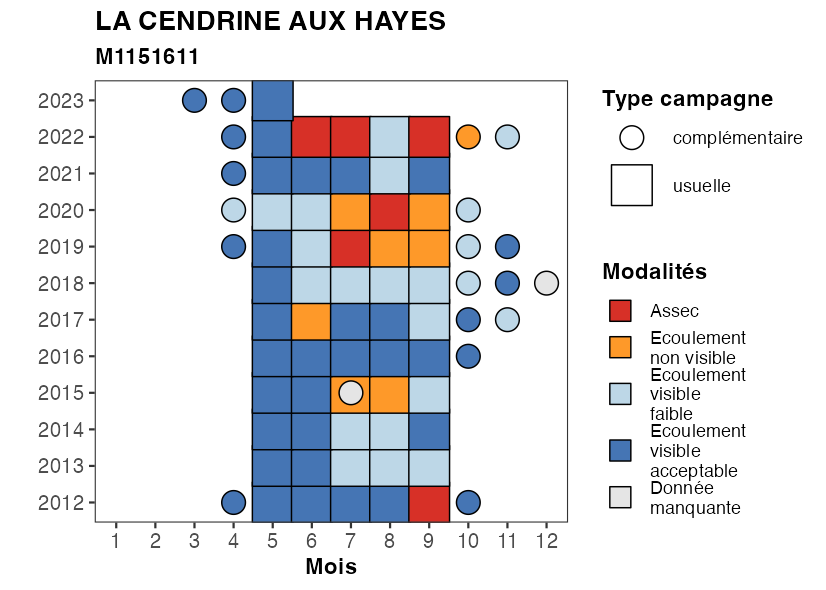 LA CENDRINE AUX HAYES
M1151611
2023
2022
2021
2020
2019
2018
2017
2016
2015
2014
2013
2012
1 2 3 4 5 6 7 8 9 10 11 12
Mois
Type campagne
complémentaire
usuelle
Modalités
Assec
Ecoulement
non visible
Ecoulement
visible
faible
Ecoulement
visible
acceptable
Donnée
manquante